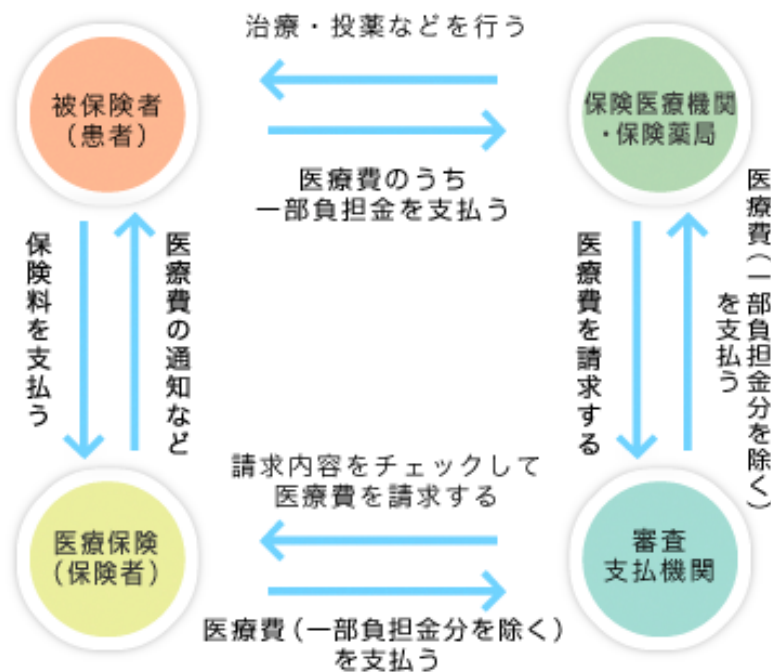 治療・投薬などを行う
被保険者
（患者）
保険医療機関
・保険薬局
医療費のうち
一部負担金を支払う
保険料を支払う
医療費の通知など
医療費を請求する
医療費（一部負担金分を除く）
を支払う
請求内容をチェックして
医療費を請求する
医療保険
（保険者）
審査
支払機関
医療費（一部負担金分を除く）
を支払う